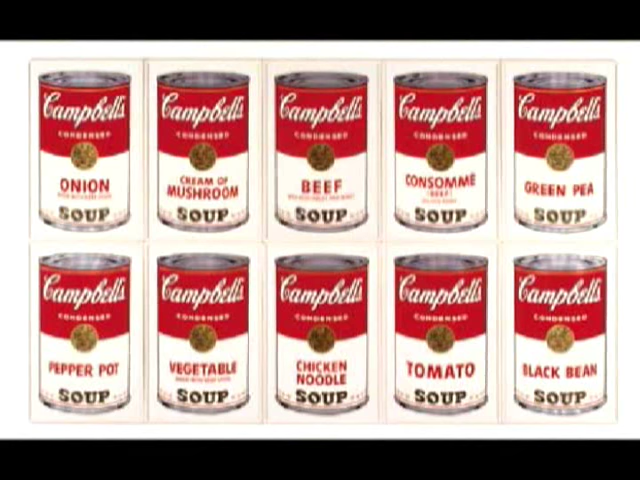 Campbell's
CONDENSED
ONION
SOUP
Campbell's
CONDENSED
CREAM OF
MUSHROOM
SOUP
Campbell's
CONDENSED
BEEF
SOUP
Campbell's
CONDENSED
CONSOMMÉ
(BEEF)
SOUP
Campbell's
CONDENSED
GREEN PEA
SOUP
Campbell's
CONDENSED
PEPPER POT
SOUP
Campbell's
CONDENSED
VEGETABLE
SOUP
Campbell's
CONDENSED
CHICKEN
NOODLE
SOUP
Campbell's
CONDENSED
TOMATO
SOUP
Campbell's
CONDENSED
BLACK BEAN
SOUP